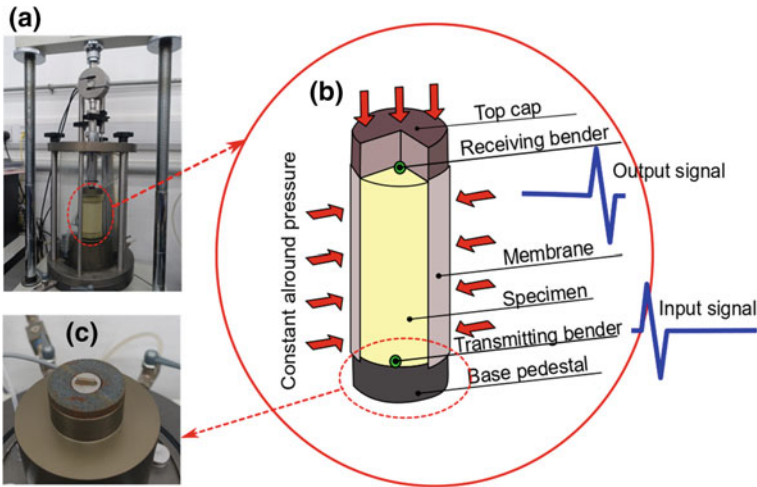 (a)
(b)
Top cap
Receiving bender
Output signal
Constant alround pressure
Membrane
Specimen
Input signal
Transmitting bender
Base pedestal
(c)